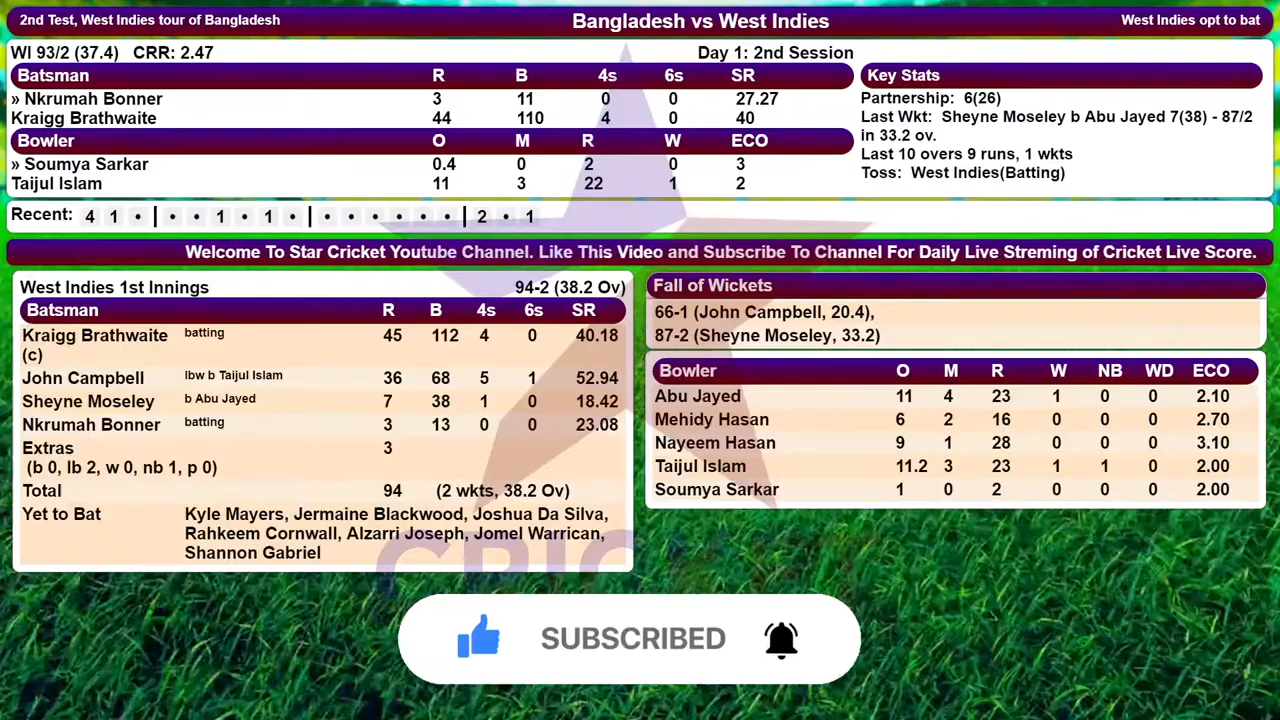 2nd Test, West Indies tour of Bangladesh Bangladesh vs West Indies West Indies opt to bat
WI 93/2 (37.4) CRR: 2.47 Day 1: 2nd Session
Batsman R B 4s 6s SR
» Nkrumah Bonner 3 11 0 0 27.27
Kraigg Brathwaite 44 110 4 0 40
Bowler O M R W ECO
» Soumya Sarkar 0.4 0 2 0 3
Taijul Islam 11 3 22 1 2
Key Stats
Partnership: 6(26)
Last Wkt: Sheyne Moseley b Abu Jayed 7(38) - 87/2
in 33.2 ov.
Last 10 overs 9 runs, 1 wkts
Toss: West Indies(Batting)
Recent: 4 1 • | • • 1 • 1 • | • • • • • • | 2 • 1
Welcome To Star Cricket Youtube Channel. Like This Video and Subscribe To Channel For Daily Live Streming of Cricket Live Score.
West Indies 1st Innings 94-2 (38.2 Ov)
Batsman R B 4s 6s SR
Kraigg Brathwaite batting 45 112 4 0 40.18
(c)
John Campbell lbw b Taijul Islam 36 68 5 1 52.94
Sheyne Moseley b Abu Jayed 7 38 1 0 18.42
Nkrumah Bonner batting 3 13 0 0 23.08
Extras 3
(b 0, lb 2, w 0, nb 1, p 0)
Total 94 (2 wkts, 38.2 Ov)
Yet to Bat Kyle Mayers, Jermaine Blackwood, Joshua Da Silva,
Rahkeem Cornwall, Alzarri Joseph, Jomel Warrican,
Shannon Gabriel
Fall of Wickets
66-1 (John Campbell, 20.4),
87-2 (Sheyne Moseley, 33.2)
Bowler O M R W NB WD ECO
Abu Jayed 11 4 23 1 0 0 2.10
Mehidy Hasan 6 2 16 0 0 0 2.70
Nayeem Hasan 9 1 28 0 0 0 3.10
Taijul Islam 11.2 3 23 1 1 0 2.00
Soumya Sarkar 1 0 2 0 0 0 2.00
SUBSCRIBED